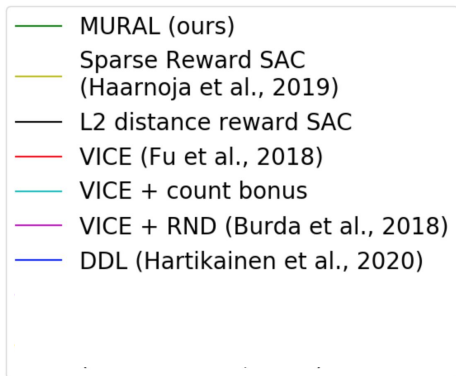 MURAL (ours)
Sparse Reward SAC
(Haarnoja et al., 2019)
L2 distance reward SAC
VICE (Fu et al., 2018)
VICE + count bonus
VICE + RND (Burda et al., 2018)
DDL (Hartikainen et al., 2020)